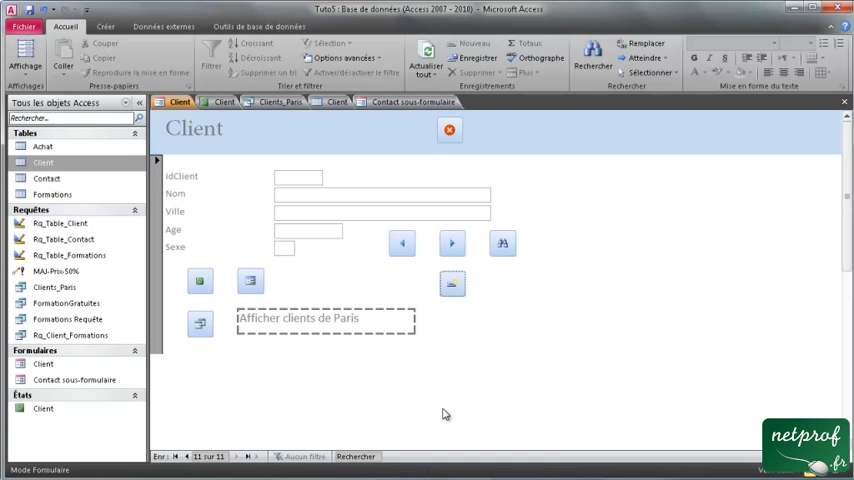 Tuto5 : Base de données (Access 2007 - 2010) - Microsoft Access
Fichier Accueil Créer Données externes Outils de base de données
Affichage
Affichages
Coller
Couper
Copier
Reproduire la mise en forme
Presse-papiers
Filtrer
Croissant
Décroissant
Supprimer un tri
Sélection
Options avancées
Activer/désactiver le filtre
Trier et filtrer
Actualiser tout
Nouveau
Enregistrer
Supprimer
Totaux
Orthographe
Plus
Enregistrements
Rechercher
Remplacer
Atteindre
Sélectionner
Rechercher
G I S
Mise en forme du texte
Tous les objets Access
Rechercher...
Tables
Achat
Client
Contact
Formations
Requêtes
Rq_Table_Client
Rq_Table_Contact
Rq_Table_Formations
MAJ-Prix-50%
Clients_Paris
FormationGratuites
Formations Requête
Rq_Client_Formations
Formulaires
Client
Contact sous-formulaire
États
Client
Client Client Clients_Paris Client Contact sous-formulaire
Client
idClient
Nom
Ville
Age
Sexe
Afficher clients de Paris
Enr : 11 sur 11 Aucun filtre Rechercher
Mode Formulaire
netprof
.fr